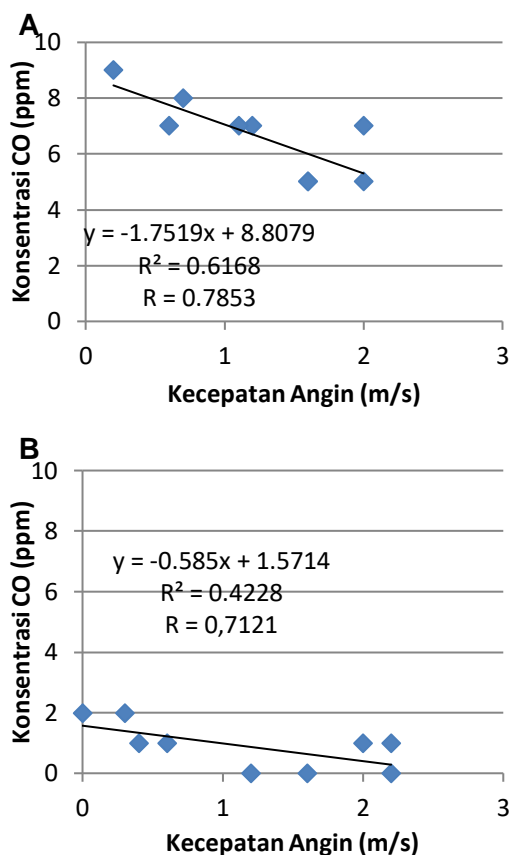 A
Konsentrasi CO (ppm)
10
8
6
4
2
0
y = -1.7519x + 8.8079
R² = 0.6168
R = 0.7853
0 1 2 3
Kecepatan Angin (m/s)
B
Konsentrasi CO (ppm)
10
8
6
4
2
0
y = -0.585x + 1.5714
R² = 0.4228
R = 0,7121
0 1 2 3
Kecepatan Angin (m/s)